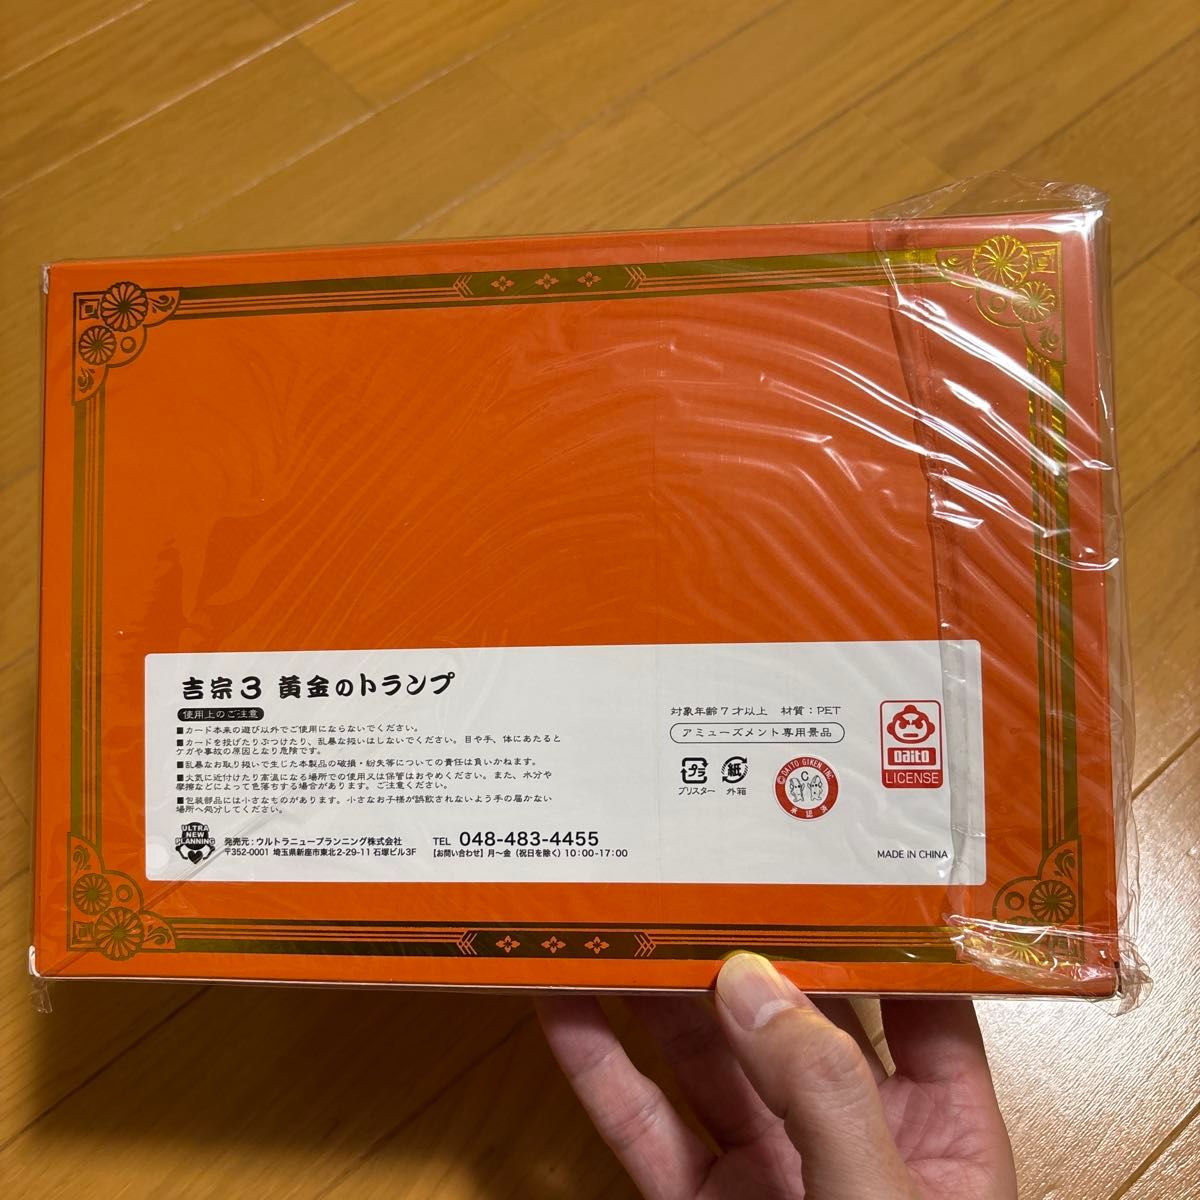 吉宗3 黄金のトランプ
使用上のご注意
■カード本来の遊び以外でご使用にならないでください。
■カードを投げたりぶつけたり、乱暴な扱いはしないでください。目や手、体にあたると
ケガや事故の原因となり危険です。
■乱暴なお取り扱いで生じた本製品の破損・紛失等についての責任は負いかねます。
■火気に近付けたり高温になる場所での使用又は保管はおやめください。また、水分や
摩擦などによって色落ちする場合があります。ご注意ください。
■包装部品には小さなものがあります。小さなお子様が誤飲されないよう手の届かない
場所へ処分してください。
ULTRA
NEW
PLANNING
発売元：ウルトラニュープランニング株式会社
〒352-0001 埼玉県新座市東北2-29-11 石塚ビル3F
TEL 048-483-4455
【お問い合わせ】月～金（祝日を除く）10:00-17:00
対象年齢7才以上 材質：PET
アミューズメント専用景品
プラ
ブリスター
紙
外箱
©DAITO GIKEN, INC.
C
承認済
Daito
LICENSE
MADE IN CHINA